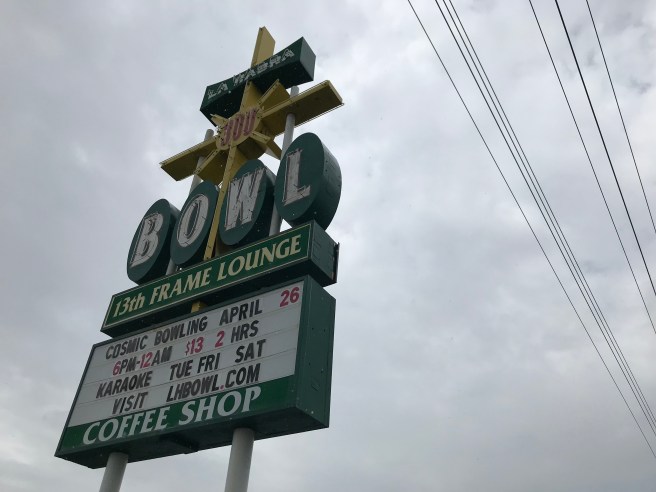 LA HABRA
300
BOWL
13th FRAME LOUNGE
COSMIC BOWLING APRIL 26
6PM-12AM $13 2 HRS
KARAOKE TUE FRI SAT
VISIT LHBOWL.COM
COFFEE SHOP